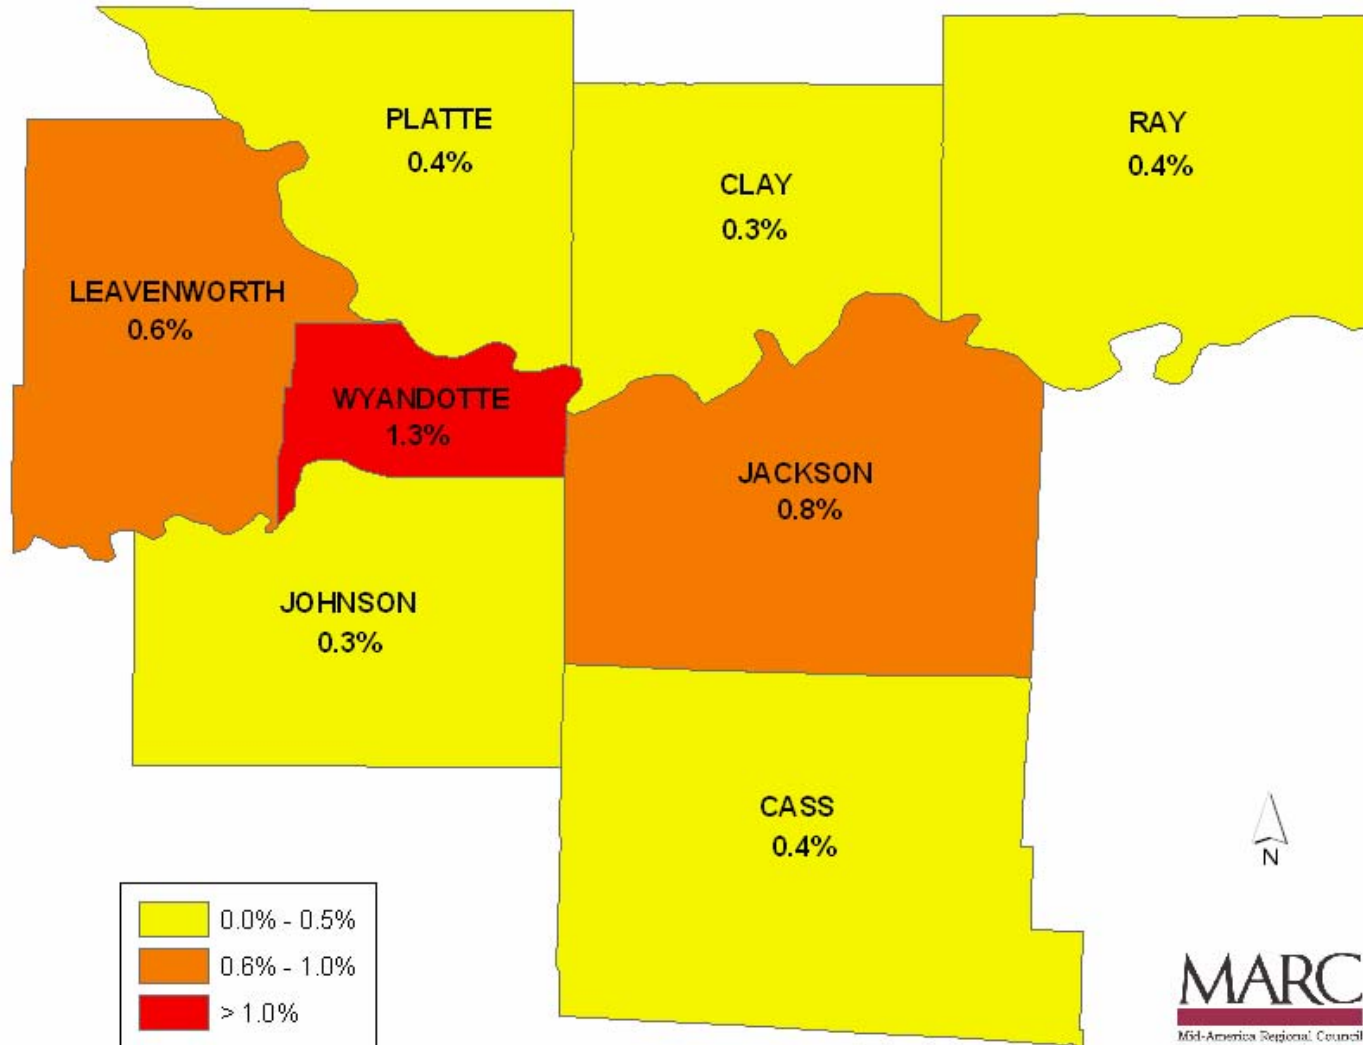 PLATTE
0.4%
CLAY
0.3%
RAY
0.4%
LEAVENWORTH
0.6%
WYANDOTTE
1.3%
JACKSON
0.8%
JOHNSON
0.3%
CASS
0.4%
N
0.0% - 0.5%
0.6% - 1.0%
> 1.0%
MARC
Mid-America Regional Council